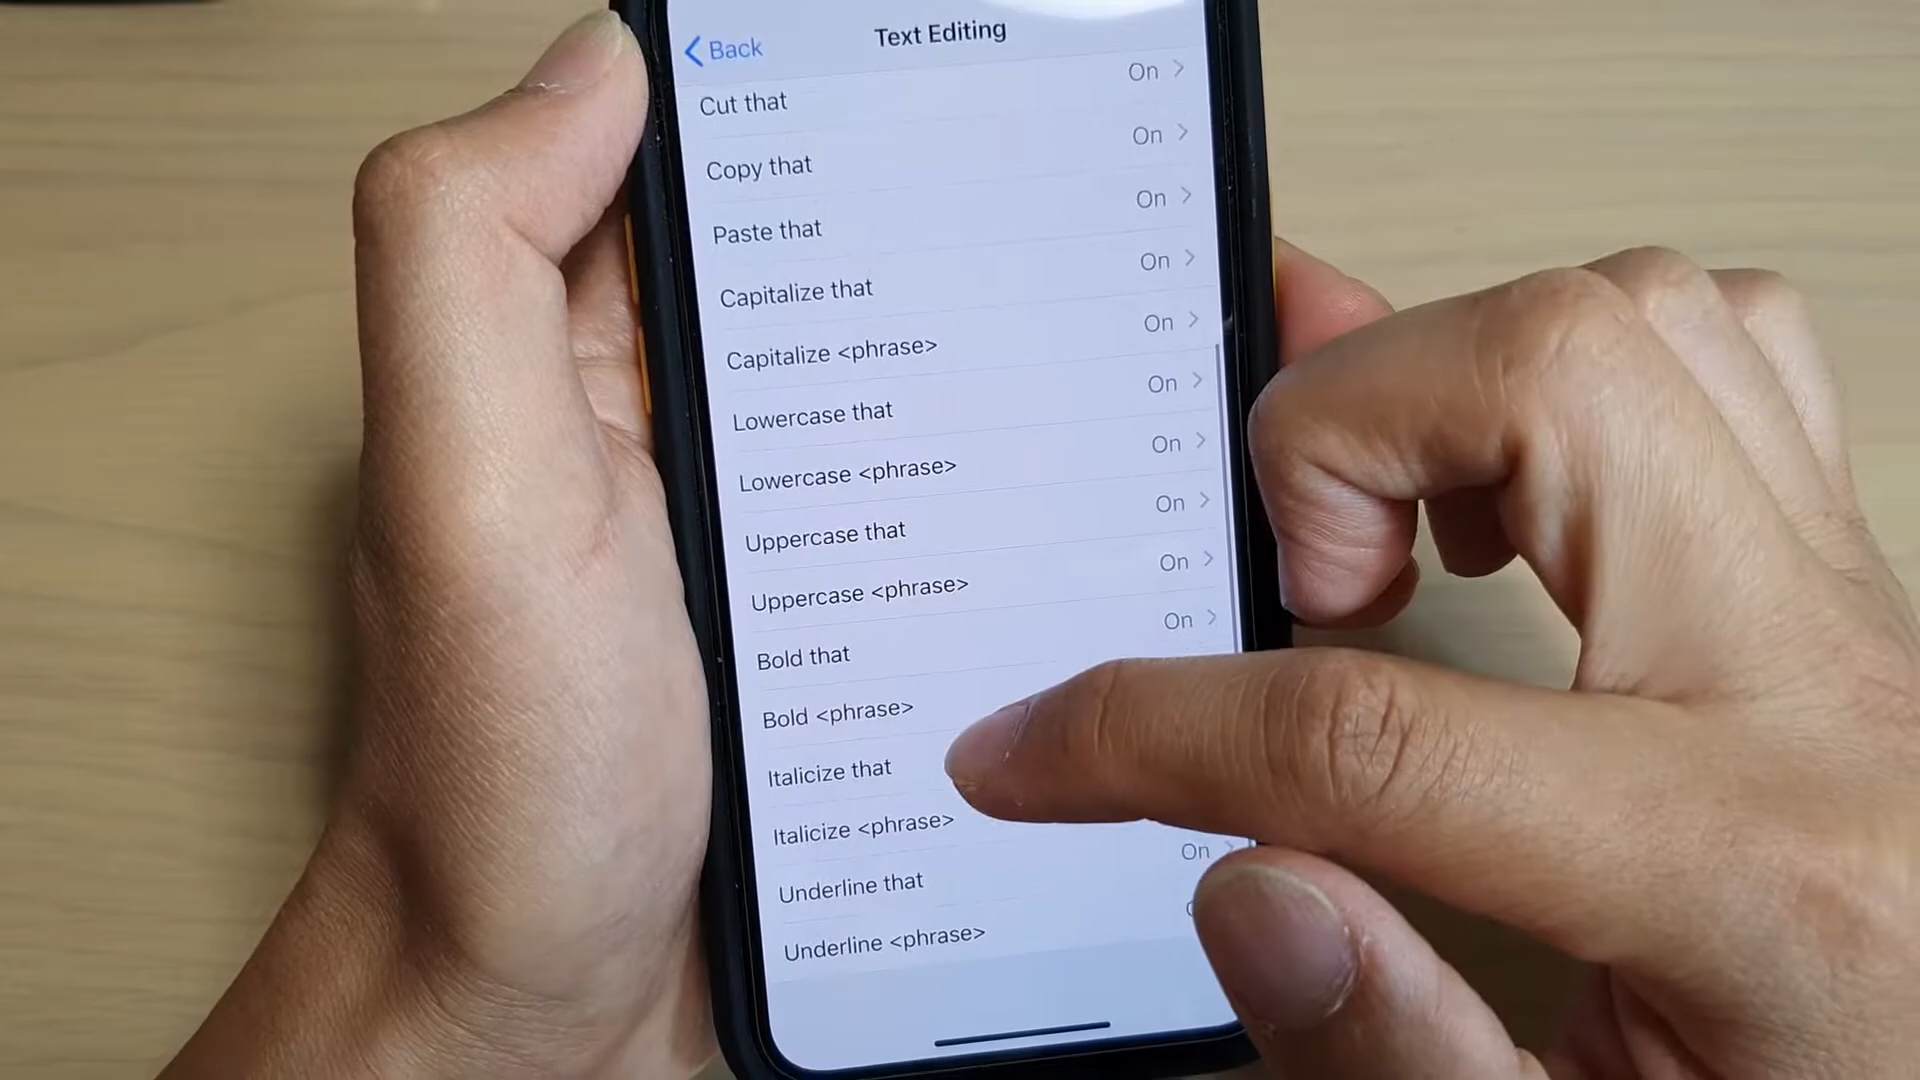 Back
Text Editing
Cut that On
Copy that On
Paste that On
Capitalize that On
Capitalize <phrase> On
Lowercase that On
Lowercase <phrase> On
Uppercase that On
Uppercase <phrase> On
Bold that On
Bold <phrase>
Italicize that
Italicize <phrase>
Underline that On
Underline <phrase>